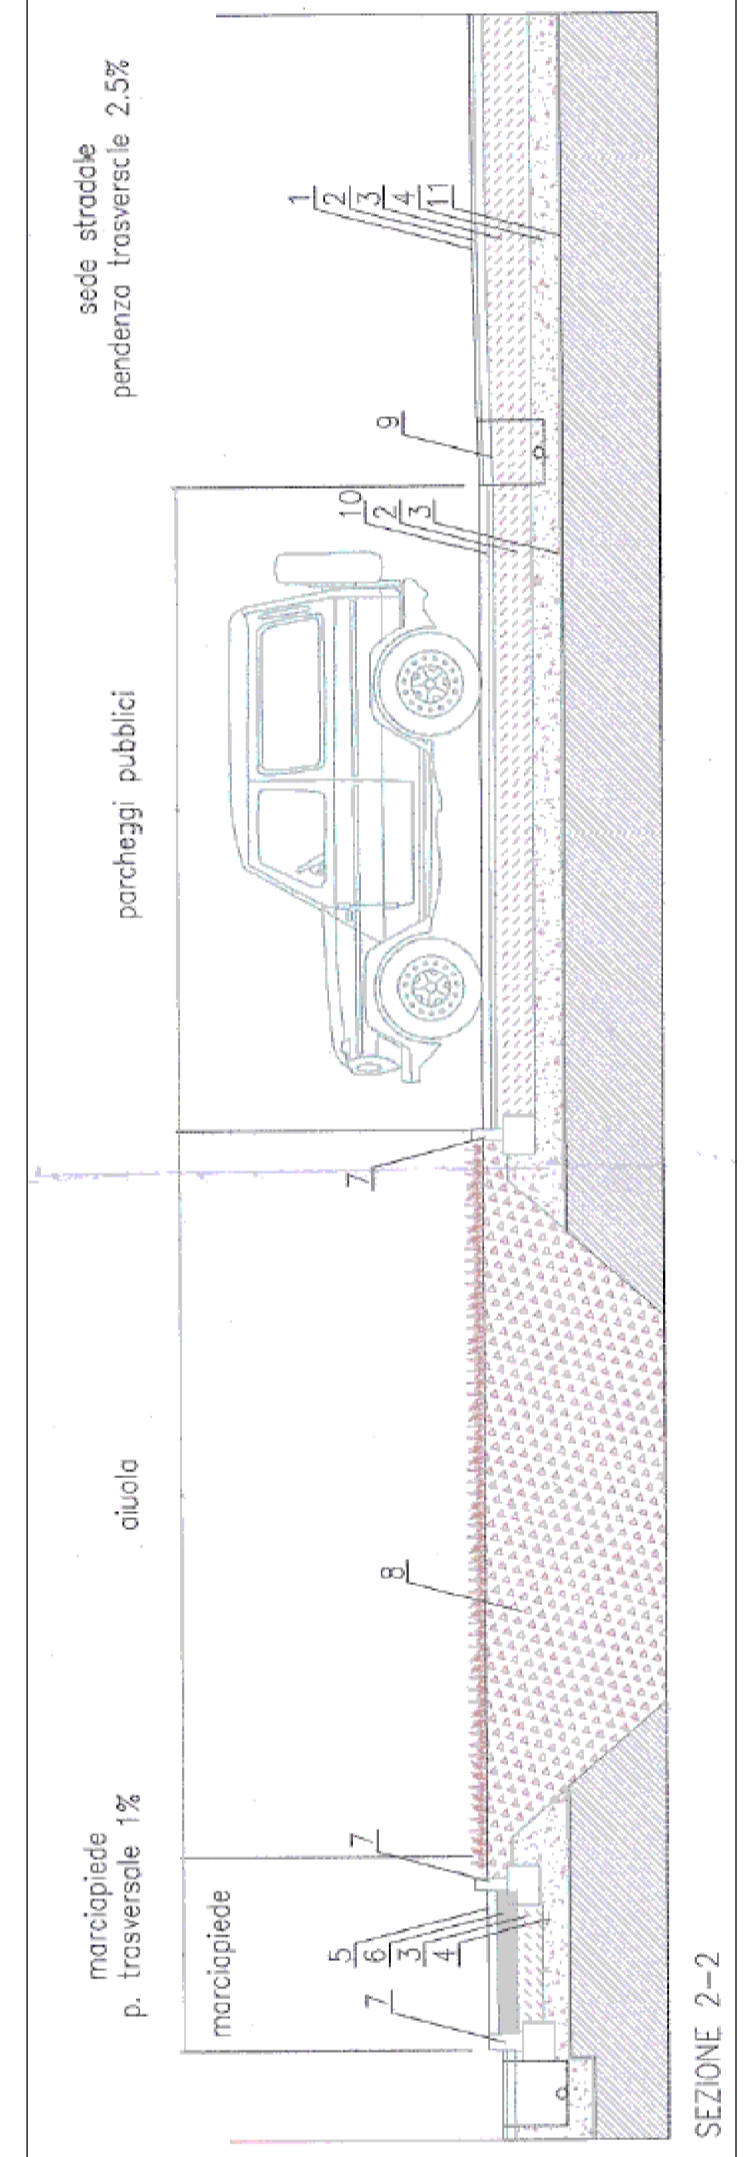 marciapiede
p. trasversale 1%
aiuola
parcheggi pubblici
sede stradale
pendenza trasversale 2.5%
marciapiede
7
5
6
3
4
7
8
7
10
2
3
9
1
2
3
4
11
SEZIONE 2-2